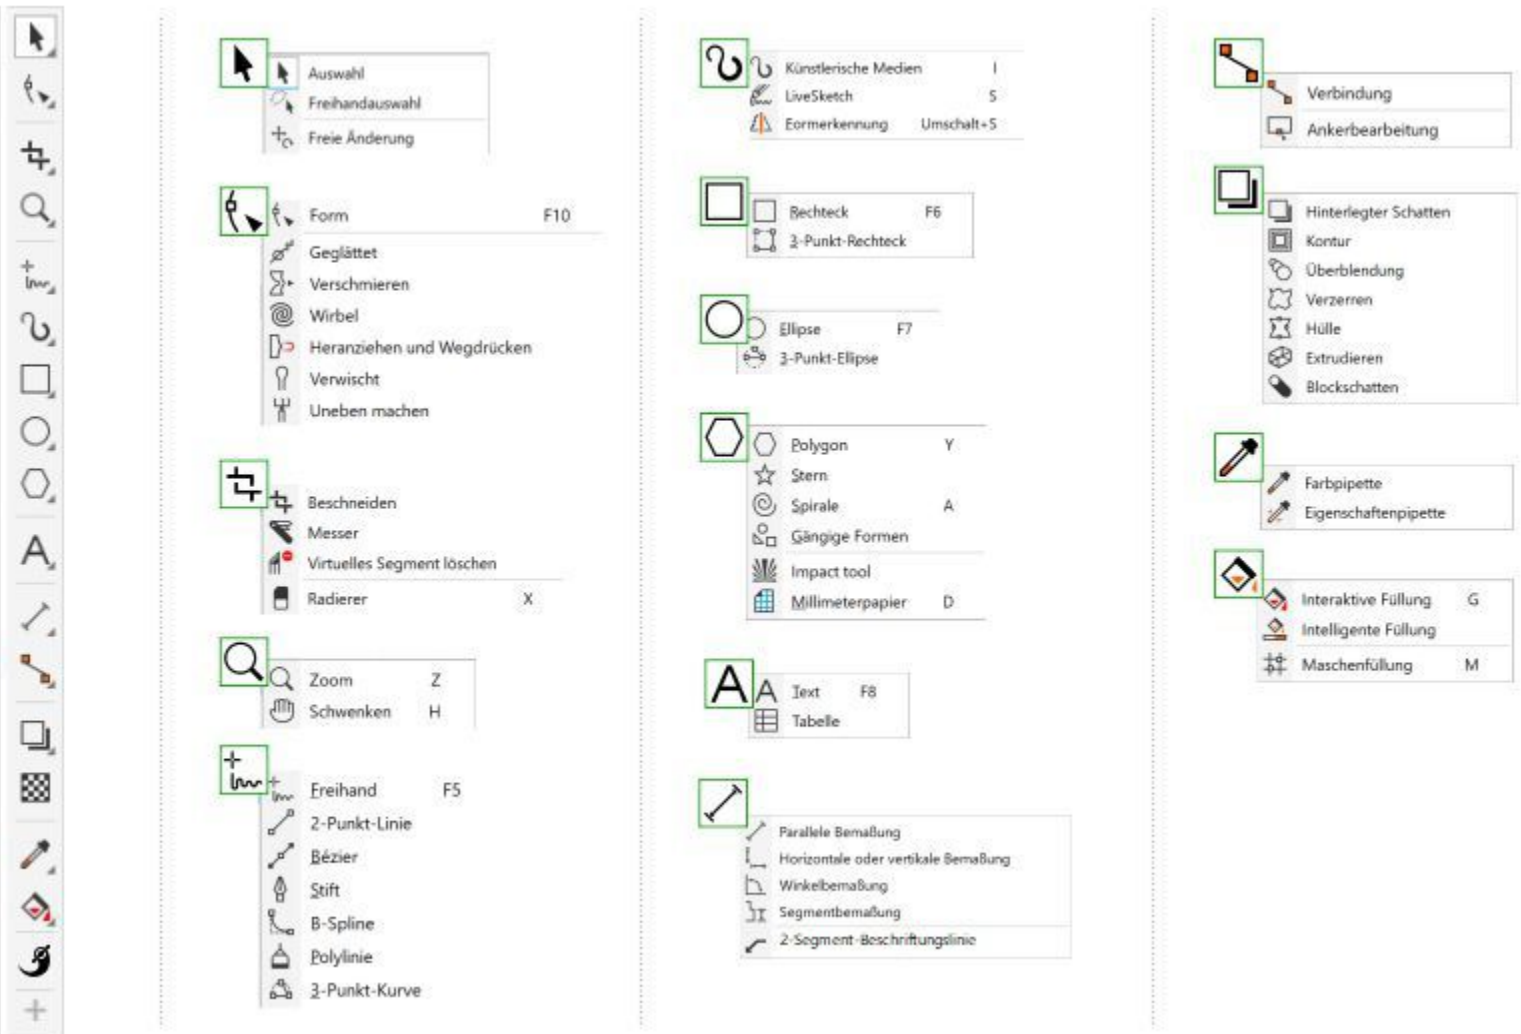 Auswahl
Freihandauswahl
Freie Änderung
Form F10
Geglättet
Verschmieren
Wirbel
Heranziehen und Wegdrücken
Verwischt
Uneben machen
Beschneiden
Messer
Virtuelles Segment löschen
Radierer X
Zoom Z
Schwenken H
Freihand F5
2-Punkt-Linie
Bézier
Stift
B-Spline
Polylinie
3-Punkt-Kurve
Künstlerische Medien I
LiveSketch S
Eormerkennung Umschalt+S
Rechteck F6
3-Punkt-Rechteck
Ellipse F7
3-Punkt-Ellipse
Polygon Y
Stern
Spirale A
Gängige Formen
Impact tool
Millimeterpapier D
A
A Text F8
Tabelle
Parallele Bemaßung
Horizontale oder vertikale Bemaßung
Winkelbemaßung
Segmentbemaßung
2-Segment-Beschriftungslinie
Verbindung
Ankerbearbeitung
Hinterlegter Schatten
Kontur
Überblendung
Verzerren
Hülle
Extrudieren
Blockschatten
Farbpipette
Eigenschaftenpipette
Interaktive Füllung G
Intelligente Füllung
Maschenfüllung M